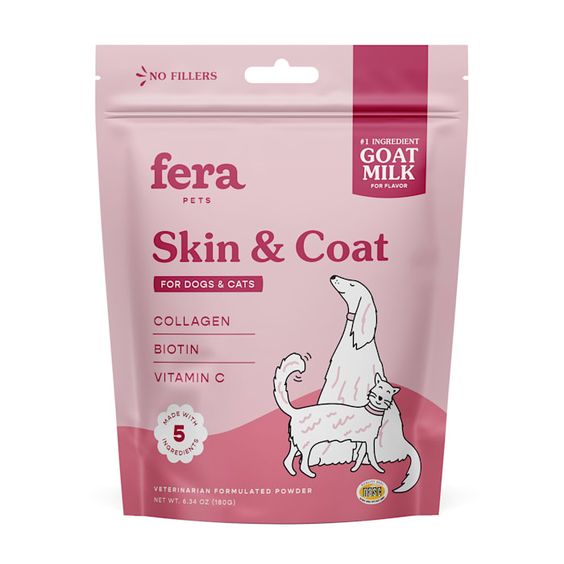 NO FILLERS
#1 INGREDIENT
GOAT
MILK
FOR FLAVOR
fera
PETS
Skin & Coat
FOR DOGS & CATS
COLLAGEN
BIOTIN
VITAMIN C
MADE WITH
5
INGREDIENTS
VETERINARIAN FORMULATED POWDER
NET WT. 6.34 OZ (180G)